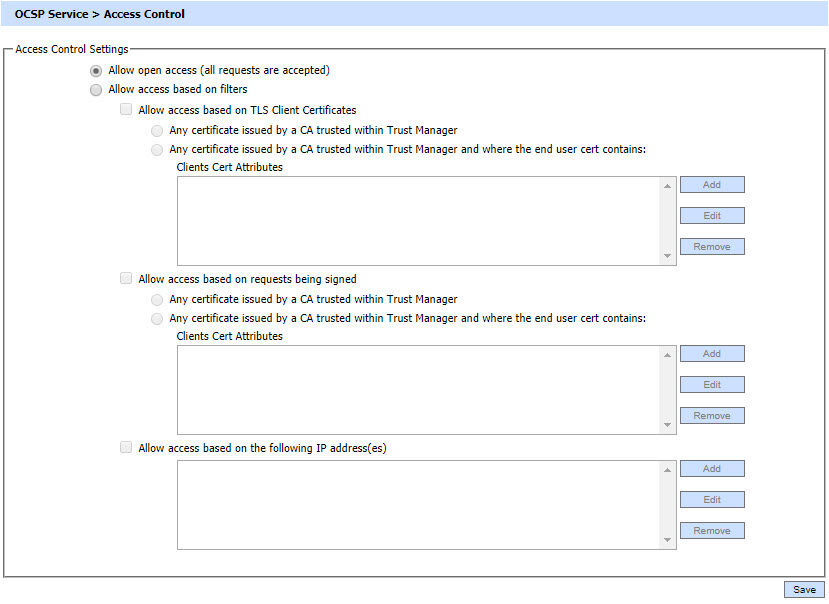 OCSP Service > Access Control
Access Control Settings
Allow open access (all requests are accepted)
Allow access based on filters
Allow access based on TLS Client Certificates
Any certificate issued by a CA trusted within Trust Manager
Any certificate issued by a CA trusted within Trust Manager and where the end user cert contains:
Clients Cert Attributes
Add
Edit
Remove
Allow access based on requests being signed
Any certificate issued by a CA trusted within Trust Manager
Any certificate issued by a CA trusted within Trust Manager and where the end user cert contains:
Clients Cert Attributes
Add
Edit
Remove
Allow access based on the following IP address(es)
Add
Edit
Remove
Save